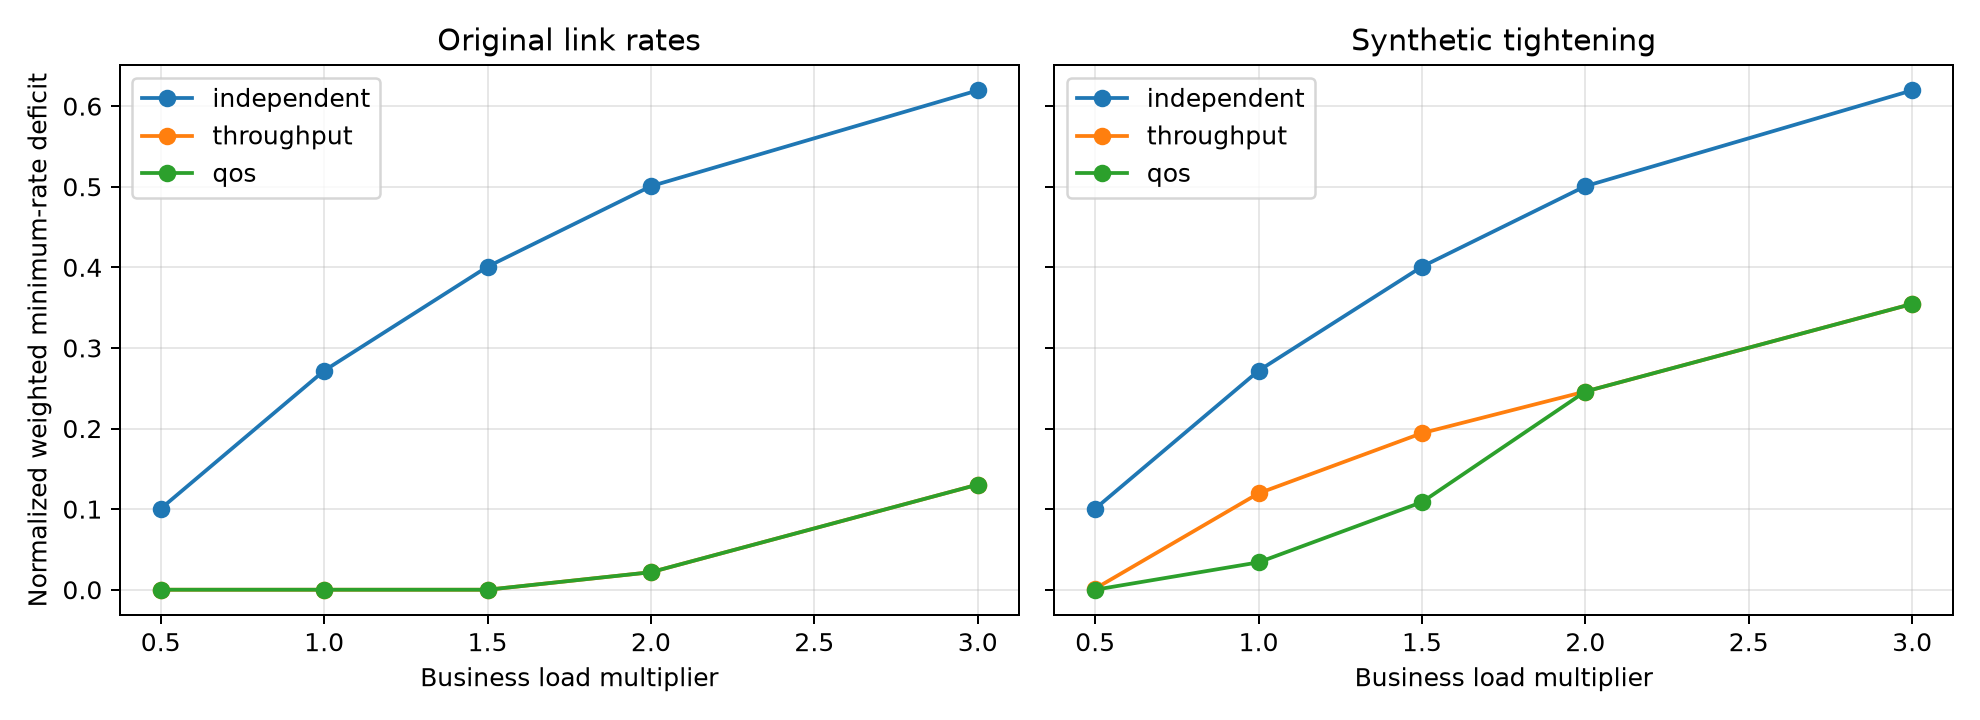 Original link rates
Normalized weighted minimum-rate deficit
independent
throughput
qos
0.6
0.5
0.4
0.3
0.2
0.1
0.0
0.5 1.0 1.5 2.0 2.5 3.0
Business load multiplier
Synthetic tightening
independent
throughput
qos
0.5 1.0 1.5 2.0 2.5 3.0
Business load multiplier